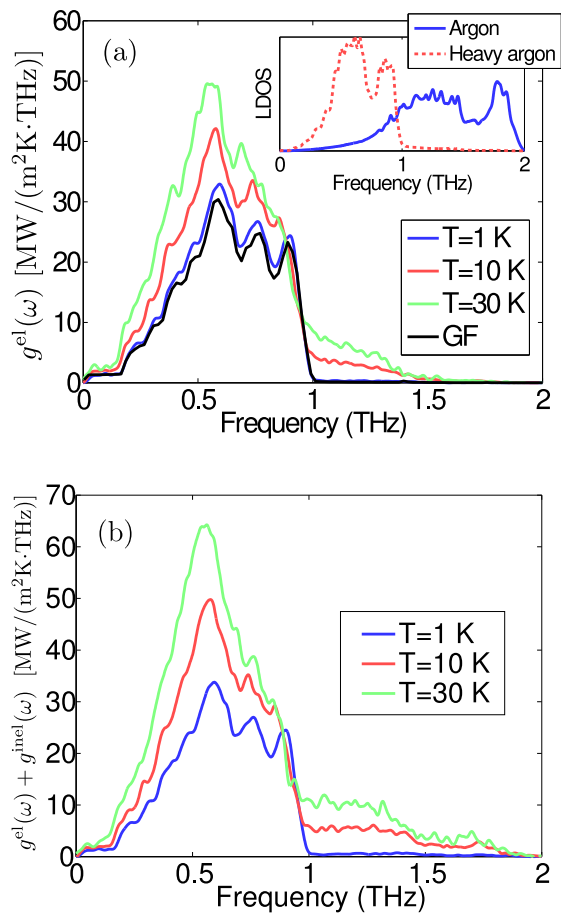 (a)
g^el(ω) [MW/(m²K·THz)]
60
50
40
30
20
10
0
0
0.5
1
1.5
2
Frequency (THz)
LDOS
0
1
2
Frequency (THz)
Argon
Heavy argon
T=1 K
T=10 K
T=30 K
GF
(b)
g^el(ω) + g^inel(ω) [MW/(m²K·THz)]
70
60
50
40
30
20
10
0
0
0.5
1
1.5
2
Frequency (THz)
T=1 K
T=10 K
T=30 K